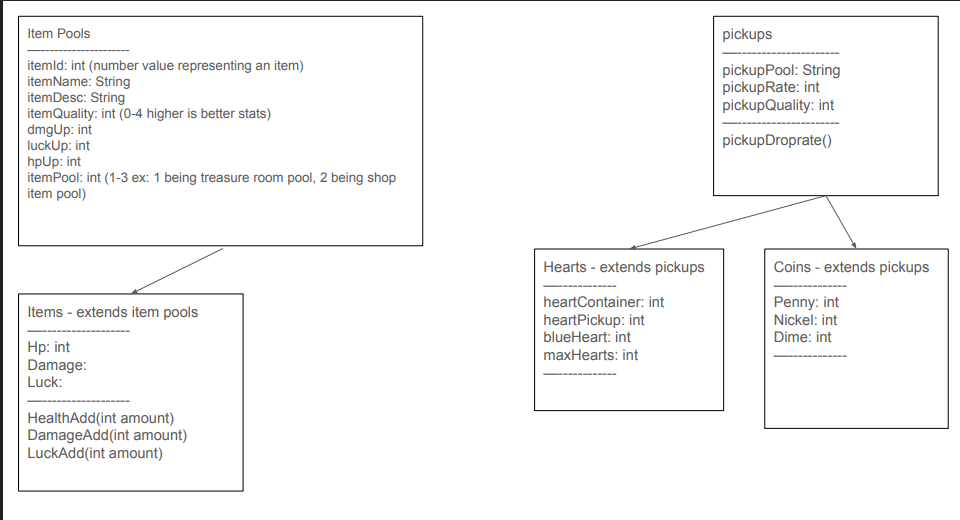 Item Pools
—---------------------
itemId: int (number value representing an item)
itemName: String
itemDesc: String
itemQuality: int (0-4 higher is better stats)
dmgUp: int
luckUp: int
hpUp: int
itemPool: int (1-3 ex: 1 being treasure room pool, 2 being shop
item pool)
Items - extends item pools
—-------------------
Hp: int
Damage:
Luck:
—-------------------
HealthAdd(int amount)
DamageAdd(int amount)
LuckAdd(int amount)
pickups
—----------------------
pickupPool: String
pickupRate: int
pickupQuality: int
—----------------------
pickupDroprate()
Hearts - extends pickups
—-------------
heartContainer: int
heartPickup: int
blueHeart: int
maxHearts: int
—-------------
Coins - extends pickups
—-------------
Penny: int
Nickel: int
Dime: int
—-------------